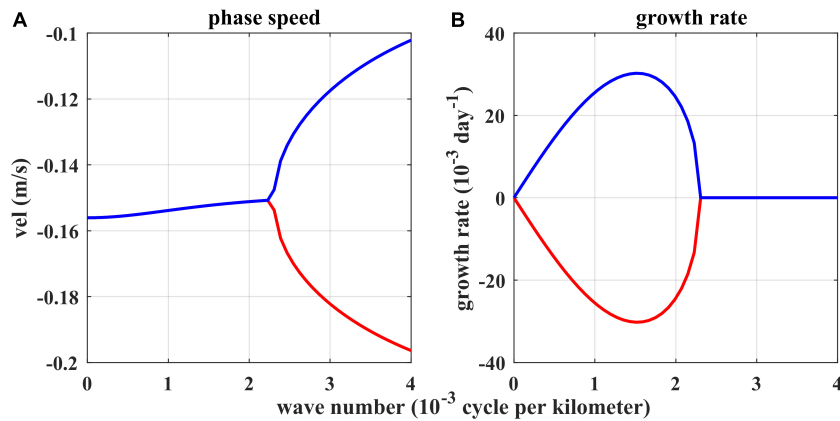 A phase speed
-0.1
-0.12
-0.14
-0.16
-0.18
-0.2
vel (m/s)
0 1 2 3 4
B growth rate
40
20
0
-20
-40
growth rate (10⁻³ day⁻¹)
0 1 2 3 4
wave number (10⁻³ cycle per kilometer)